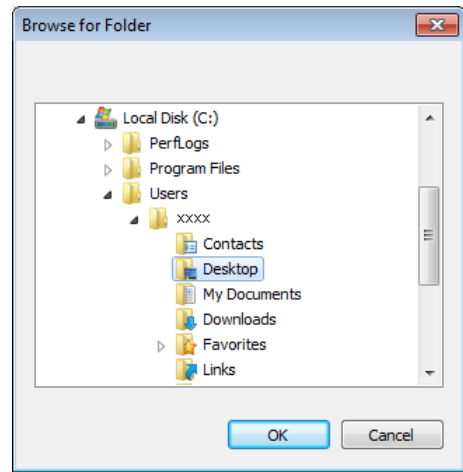 Browse for Folder
Local Disk (C:)
PerfLogs
Program Files
Users
xxxx
Contacts
Desktop
My Documents
Downloads
Favorites
Links
OK Cancel